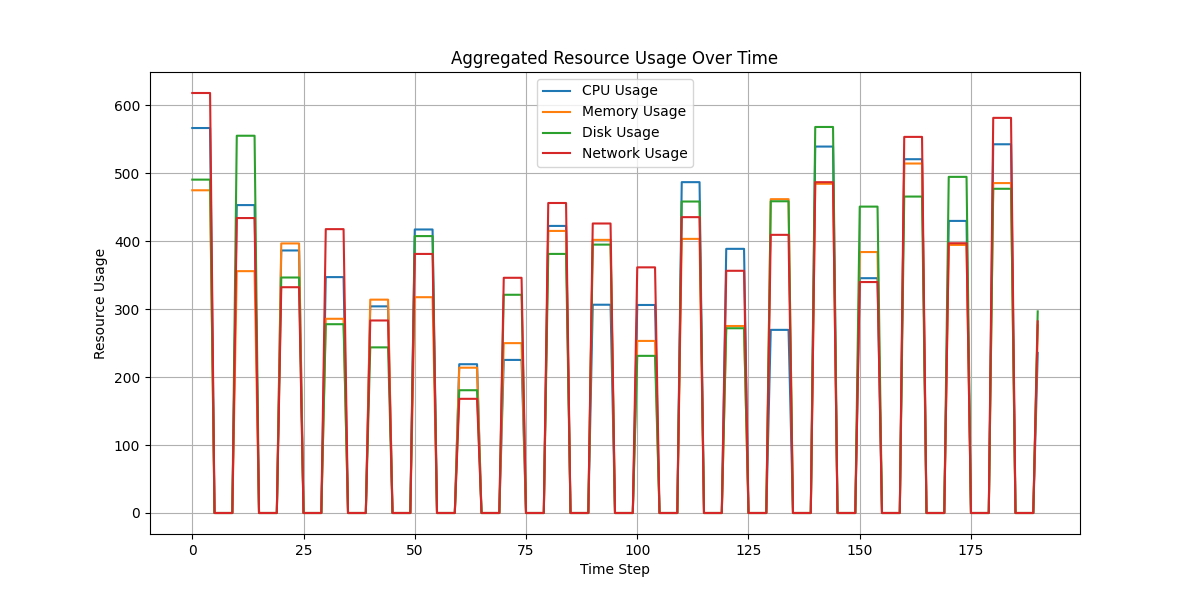 Aggregated Resource Usage Over Time
CPU Usage
Memory Usage
Disk Usage
Network Usage
Resource Usage
600
500
400
300
200
100
0
0 25 50 75 100 125 150 175
Time Step